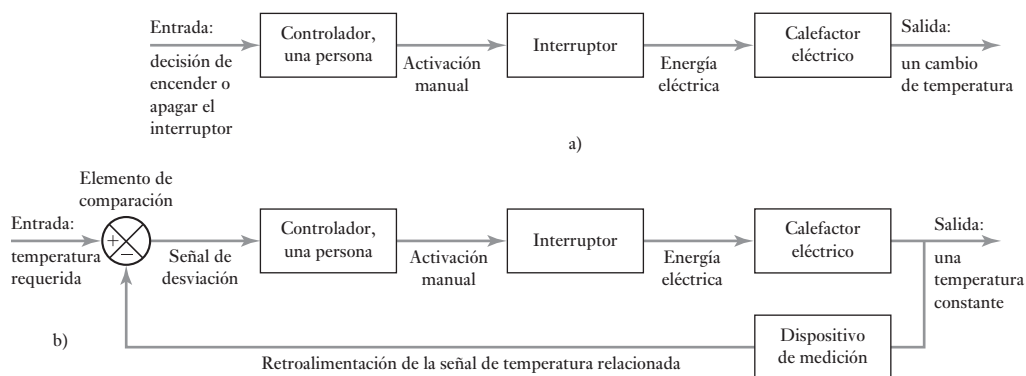 Entrada:
decisión de
encender o
apagar el
interruptor
Controlador,
una persona
Activación
manual
Interruptor
Energía
eléctrica
Calefactor
eléctrico
Salida:
un cambio
de temperatura
a)
Elemento de
comparación
Entrada:
temperatura
requerida
+
−
Señal de
desviación
Controlador,
una persona
Activación
manual
Interruptor
Energía
eléctrica
Calefactor
eléctrico
Salida:
una
temperatura
constante
b)
Dispositivo
de medición
Retroalimentación de la señal de temperatura relacionada